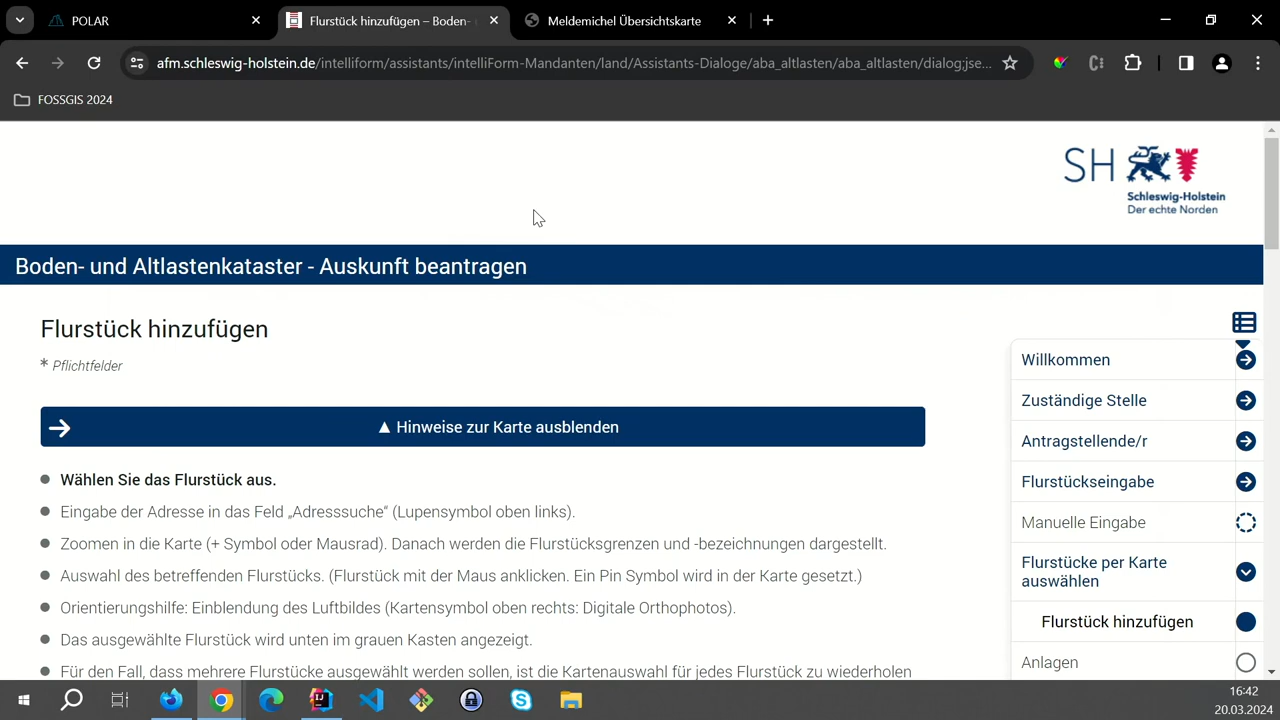 POLAR
Flurstück hinzufügen – Boden-
Meldemichel Übersichtskarte
afm.schleswig-holstein.de/intelliform/assistants/intelliForm-Mandanten/land/Assistants-Dialoge/aba_altlasten/aba_altlasten/dialog;jse...
FOSSGIS 2024
SH
Schleswig-Holstein
Der echte Norden
Boden- und Altlastenkataster - Auskunft beantragen
Flurstück hinzufügen
* Pflichtfelder
▲ Hinweise zur Karte ausblenden
Wählen Sie das Flurstück aus.
Eingabe der Adresse in das Feld „Adresssuche“ (Lupensymbol oben links).
Zoomen in die Karte (+ Symbol oder Mausrad). Danach werden die Flurstücksgrenzen und -bezeichnungen dargestellt.
Auswahl des betreffenden Flurstücks. (Flurstück mit der Maus anklicken. Ein Pin Symbol wird in der Karte gesetzt.)
Orientierungshilfe: Einblendung des Luftbildes (Kartensymbol oben rechts: Digitale Orthophotos).
Das ausgewählte Flurstück wird unten im grauen Kasten angezeigt.
Für den Fall, dass mehrere Flurstücke ausgewählt werden sollen, ist die Kartenauswahl für jedes Flurstück zu wiederholen
Willkommen
Zuständige Stelle
Antragstellende/r
Flurstückseingabe
Manuelle Eingabe
Flurstücke per Karte
auswählen
Flurstück hinzufügen
Anlagen
16:42
20.03.2024